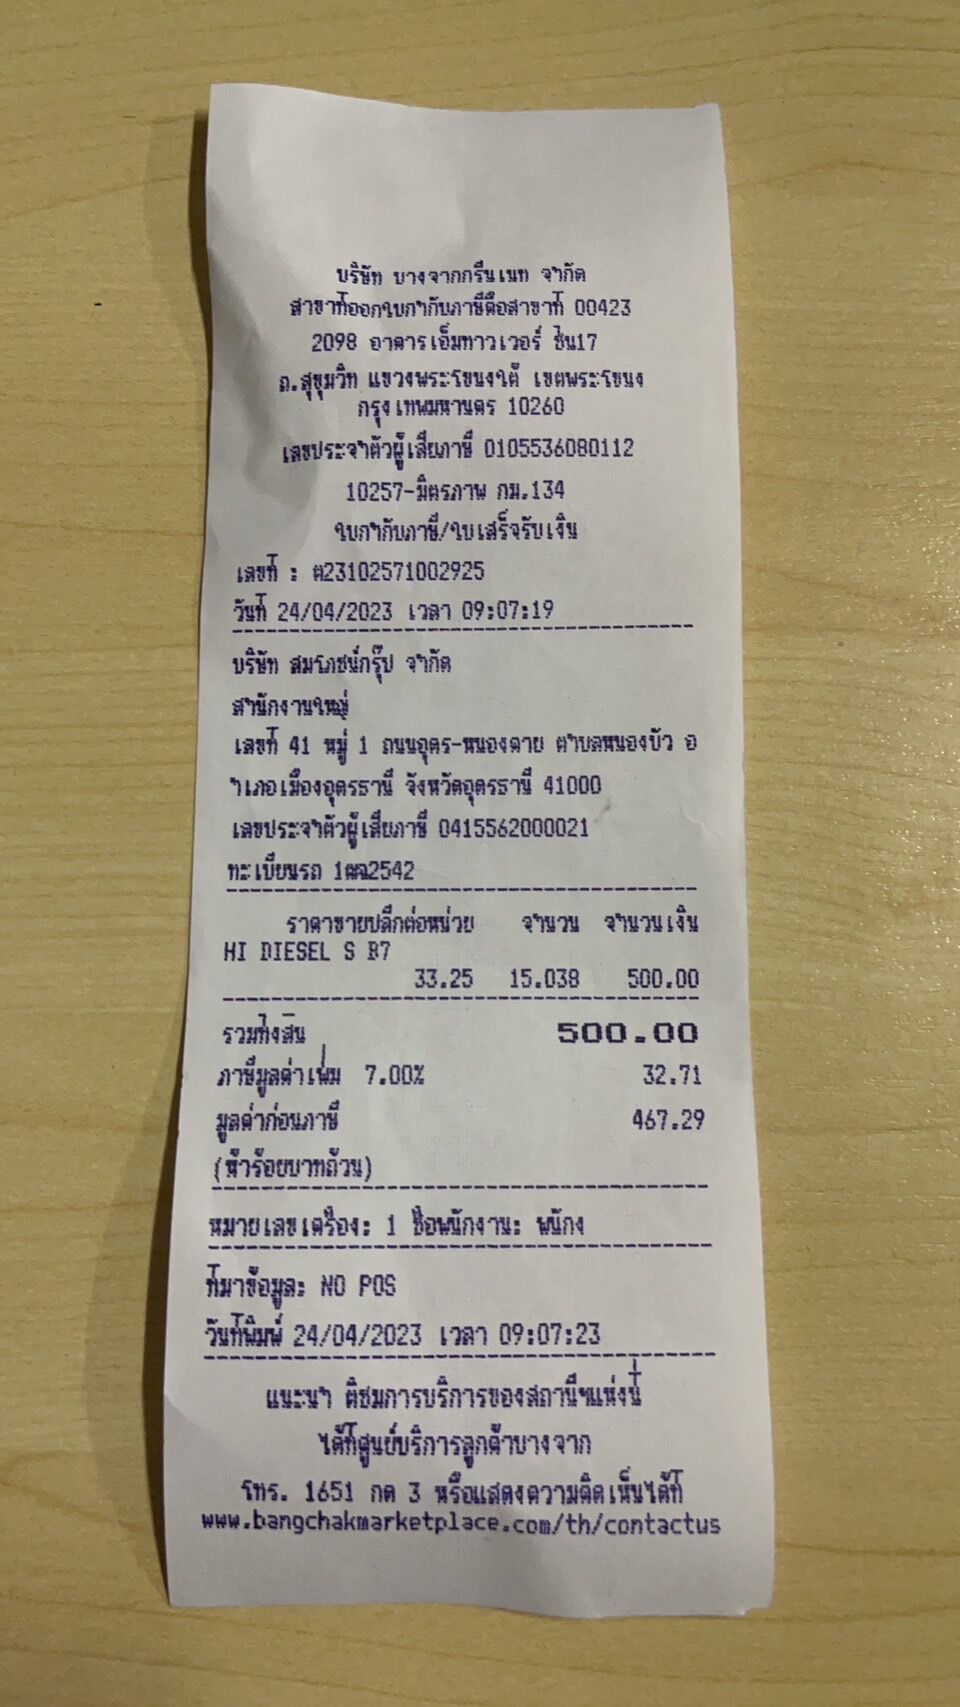 บริษัท บางจากกรีนเนท จำกัด
สาขาที่ออกใบกำกับภาษีคือสาขาที่ 00423
2098 อาคารเอ็มทาวเวอร์ ชั้น17
ถ.สุขุมวิท แขวงพระโขนงใต้ เขตพระโขนง
กรุงเทพมหานคร 10260
เลขประจำตัวผู้เสียภาษี 0105536080112
10257-มิตรภาพ กม.134
ใบกำกับภาษี/ใบเสร็จรับเงิน
เลขที่ : ต23102571002925
วันที่ 24/04/2023 เวลา 09:07:19
บริษัท สมโภชน์กรุ๊ป จำกัด
สำนักงานใหญ่
เลขที่ 41 หมู่ 1 ถนนอุดร-หนองคาย ตำบลหนองบัว อ
ำเภอเมืองอุดรธานี จังหวัดอุดรธานี 41000
เลขประจำตัวผู้เสียภาษี 0415562000021
ทะเบียนรถ
ราคาขายปลีกต่อหน่วย จำนวน จำนวนเงิน
HI DIESEL S B7
33.25 15.038 500.00
รวมทั้งสิ้น 500.00
ภาษีมูลค่าเพิ่ม 7.00% 32.71
มูลค่าก่อนภาษี 467.29
(ห้าร้อยบาทถ้วน)
หมายเลขเครื่อง: 1 ชื่อพนักงาน: พนักง
ที่มาข้อมูล: NO POS
วันที่พิมพ์ 24/04/2023 เวลา 09:07:23
แนะนำ ติชมการบริการของสถานีฯแห่งนี้
ได้ที่ศูนย์บริการลูกค้าบางจาก
โทร. 1651 กด 3 หรือแสดงความคิดเห็นได้ที่
www.bangchakmarketplace.com/th/contactus